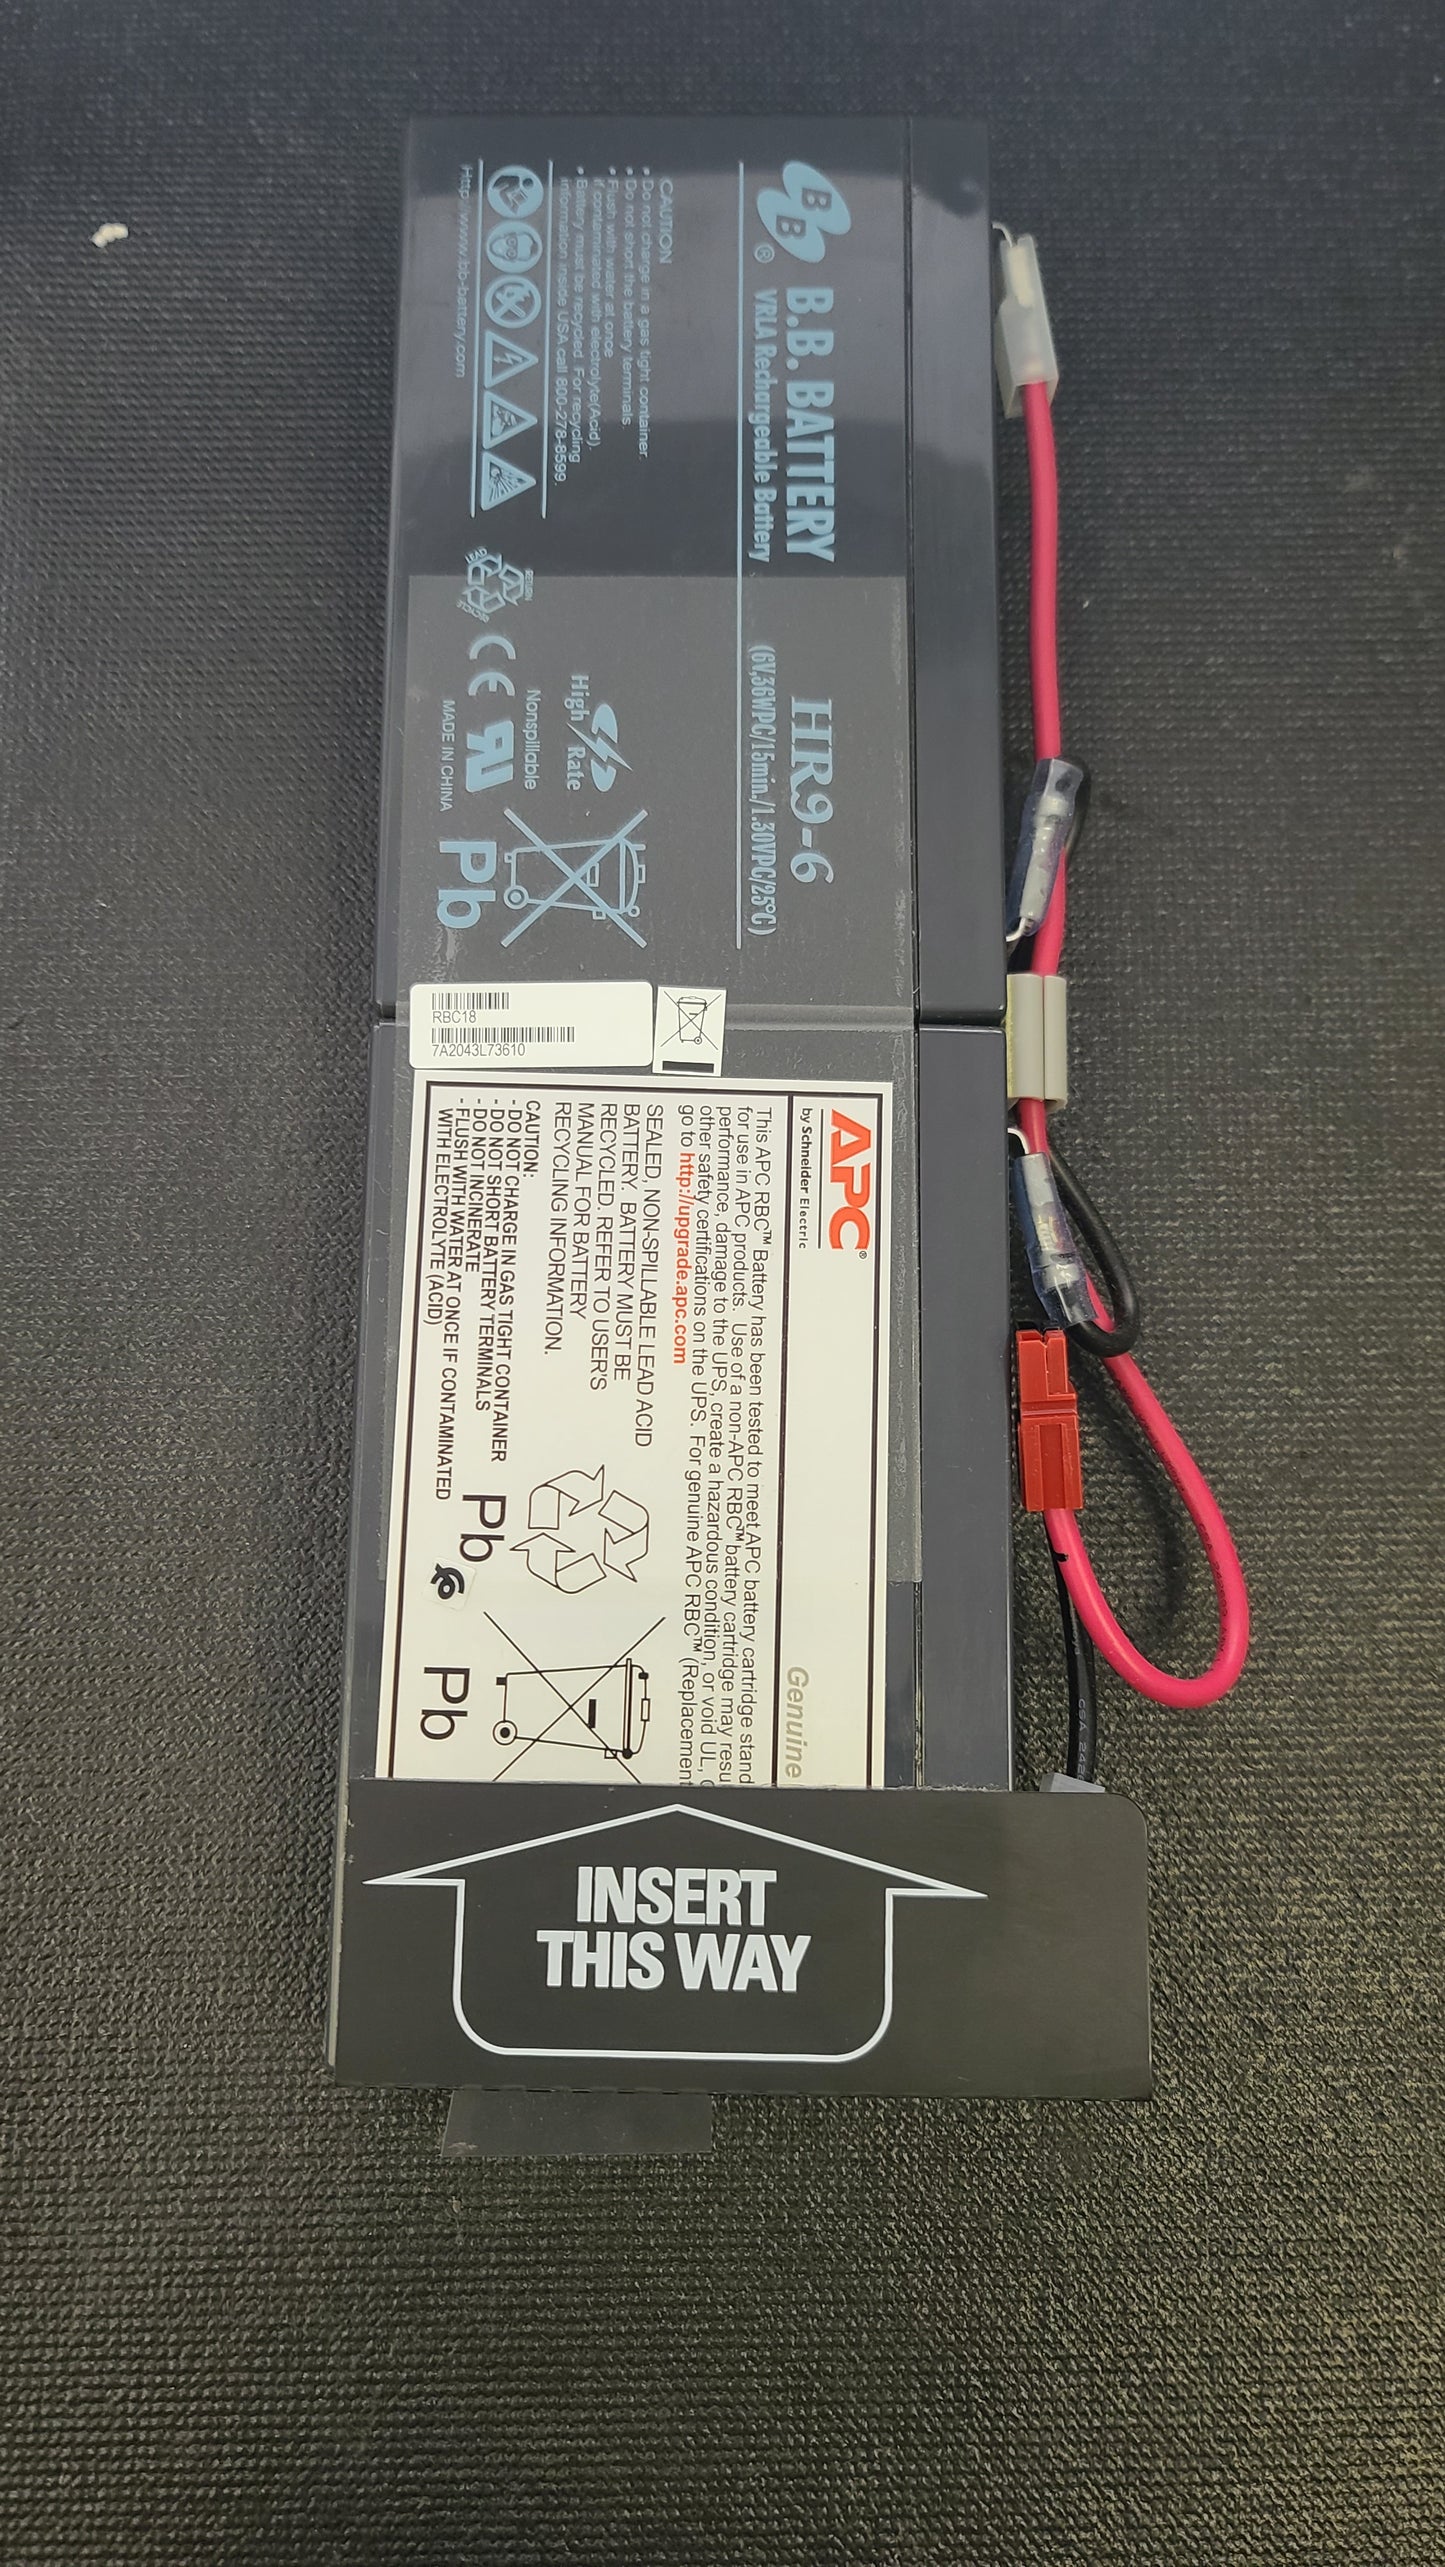 B B
®
B.B. BATTERY
VRLA Rechargeable Battery
HR9-6
(6V,36WPC/15min./1.30VPC/25°C)
CAUTION
• Do not charge in a gas tight container.
• Do not short the battery terminals.
• Flush with water at once
if contaminated with electrolyte(Acid).
• Battery must be recycled. For recycling
information inside USA call 800-278-8599.
Http://www.bb-battery.com
High Rate
Nonspillable
RETURN
RECYCLE
LEAD
CE
MADE IN CHINA
Pb
RBC18
7A2043L73610
APC®
by Schneider Electric
Genuine
This APC RBC™ Battery has been tested to meet APC battery cartridge stand
for use in APC products. Use of a non-APC RBC™ battery cartridge may resu
performance, damage to the UPS, create a hazardous condition, or void UL,
other safety certifications on the UPS. For genuine APC RBC™ (Replacement
go to http://upgrade.apc.com
SEALED, NON-SPILLABLE LEAD ACID
BATTERY. BATTERY MUST BE
RECYCLED. REFER TO USER'S
MANUAL FOR BATTERY
RECYCLING INFORMATION.
CAUTION:
- DO NOT CHARGE IN GAS TIGHT CONTAINER
- DO NOT SHORT BATTERY TERMINALS
- DO NOT INCINERATE
- FLUSH WITH WATER AT ONCE IF CONTAMINATED
WITH ELECTROLYTE (ACID)
Pb
Pb
CSA
INSERT
THIS WAY